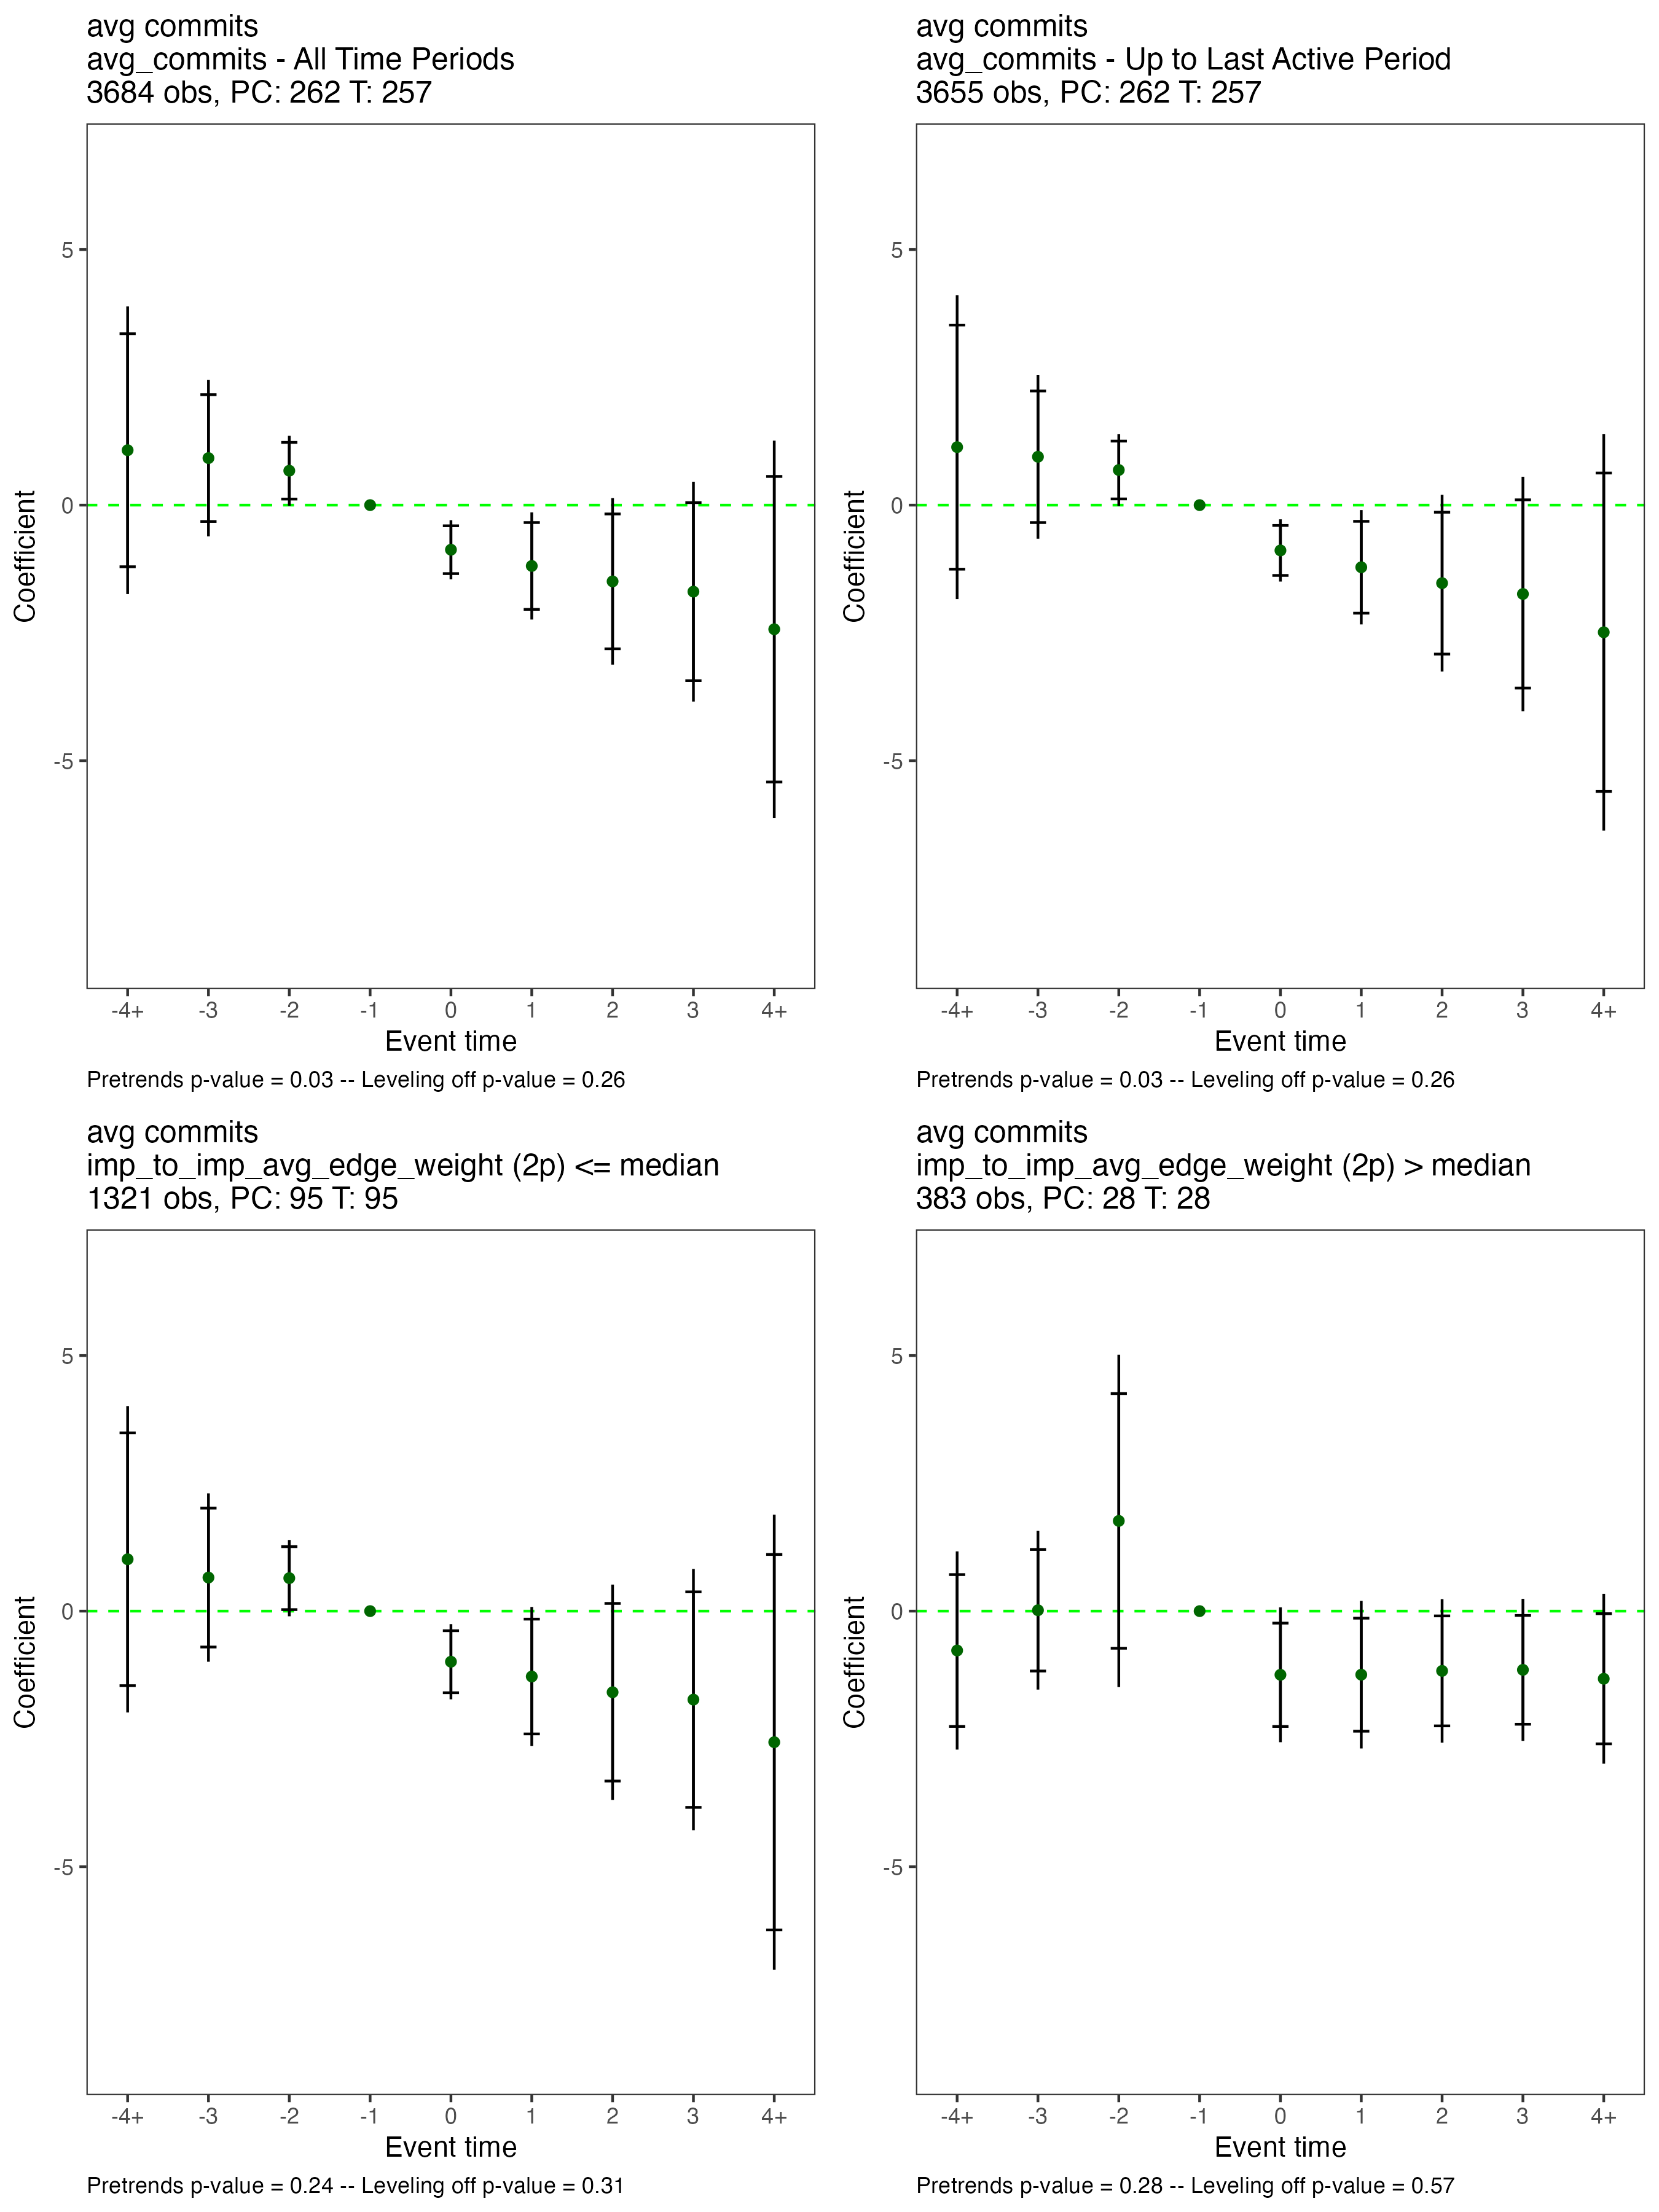 avg commits
avg_commits - All Time Periods
3684 obs, PC: 262 T: 257
5
0
-5
Coefficient
-4+ -3 -2 -1 0 1 2 3 4+
Event time
Pretrends p-value = 0.03 -- Leveling off p-value = 0.26
avg commits
avg_commits - Up to Last Active Period
3655 obs, PC: 262 T: 257
5
0
-5
Coefficient
-4+ -3 -2 -1 0 1 2 3 4+
Event time
Pretrends p-value = 0.03 -- Leveling off p-value = 0.26
avg commits
imp_to_imp_avg_edge_weight (2p) <= median
1321 obs, PC: 95 T: 95
5
0
-5
Coefficient
-4+ -3 -2 -1 0 1 2 3 4+
Event time
Pretrends p-value = 0.24 -- Leveling off p-value = 0.31
avg commits
imp_to_imp_avg_edge_weight (2p) > median
383 obs, PC: 28 T: 28
5
0
-5
Coefficient
-4+ -3 -2 -1 0 1 2 3 4+
Event time
Pretrends p-value = 0.28 -- Leveling off p-value = 0.57